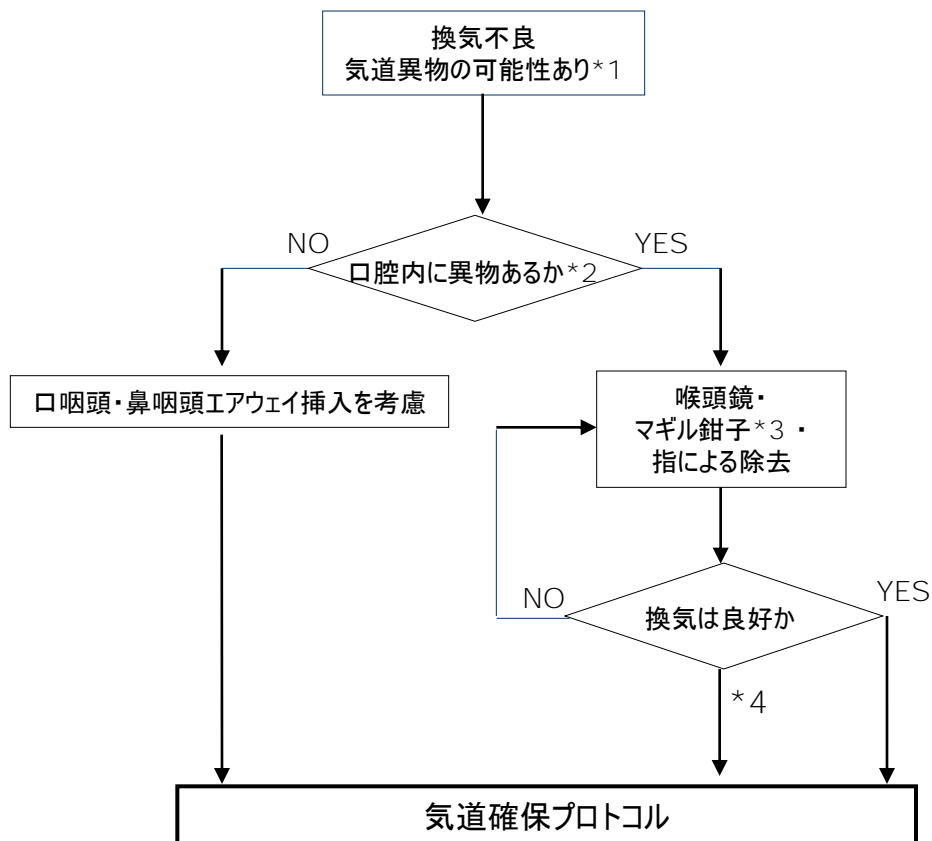 換気不良
気道異物の可能性あり*1
NO
YES
口腔内に異物あるか*2
口咽頭・鼻咽頭エアウェイ挿入を考慮
喉頭鏡・
マギル鉗子*3・
指による除去
NO
YES
換気は良好か
*4
気道確保プロトコル